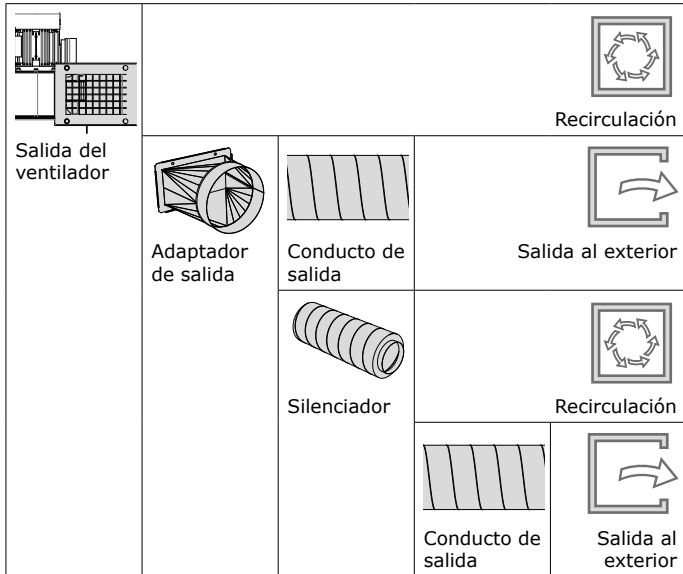 Recirculación
Salida del
ventilador
Adaptador
de salida
Conducto de
salida
Salida al exterior
Silenciador
Recirculación
Conducto de
salida
Salida al
exterior